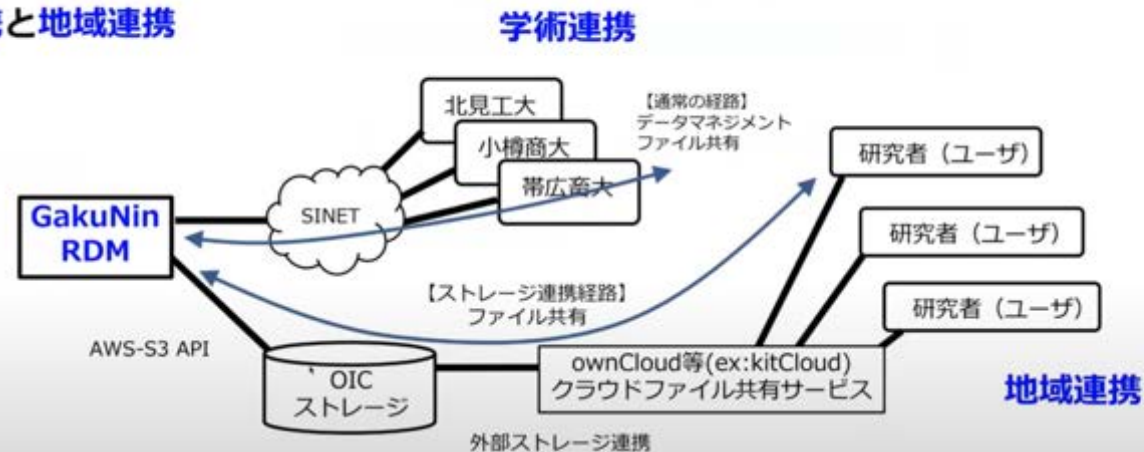 と地域連携
学術連携
北見工大
小樽商大
帯広畜大
【通常の経路】
データマネジメント
ファイル共有
研究者（ユーザ）
研究者（ユーザ）
研究者（ユーザ）
SINET
GakuNin
RDM
【ストレージ連携経路】
ファイル共有
AWS-S3 API
OIC
ストレージ
ownCloud等(ex:kitCloud)
クラウドファイル共有サービス
地域連携
外部ストレージ連携